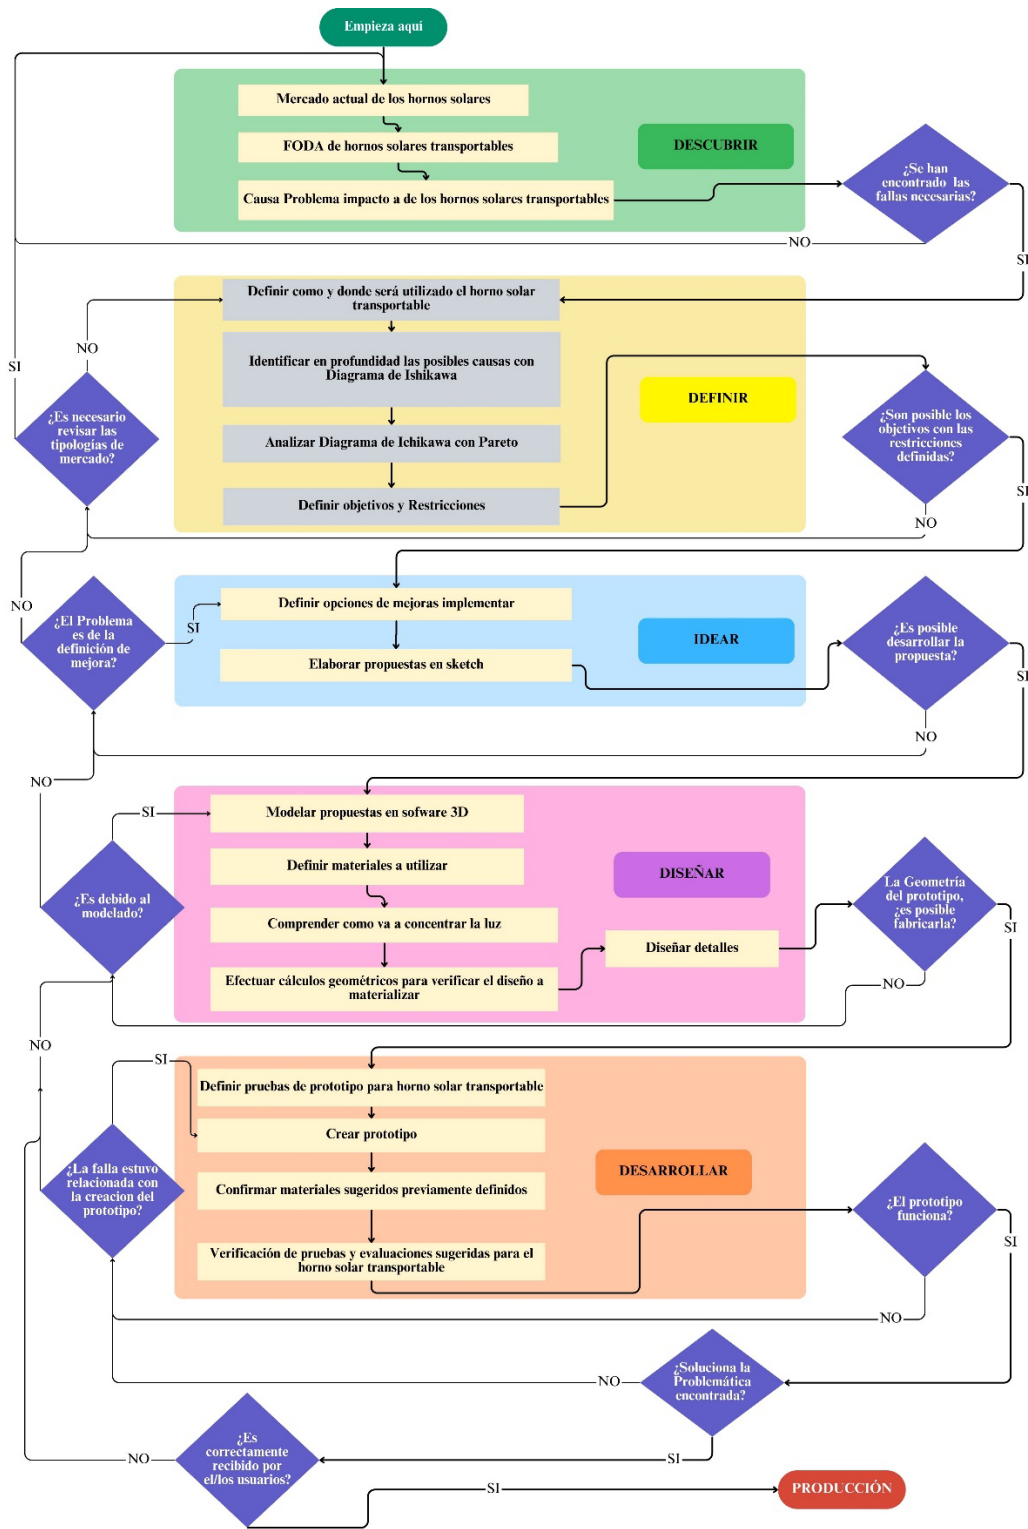 Empieza aquí
Mercado actual de los hornos solares
FODA de hornos solares transportables
DESCUBRIR
Causa Problema impacto a de los hornos solares transportables
¿Se han
encontrado las
fallas necesarias?
NO
SI
Definir como y donde será utilizado el horno solar
transportable
NO
SI
Identificar en profundidad las posibles causas con
Diagrama de Ishikawa
¿Es necesario
revisar las
tipologías de
mercado?
DEFINIR
¿Son posible los
objetivos con las
restricciones
definidas?
Analizar Diagrama de Ichikawa con Pareto
SI
Definir objetivos y Restricciones
NO
NO
¿El Problema
es de la
definición de
mejora?
SI
Definir opciones de mejoras implementar
IDEAR
Elaborar propuestas en sketch
¿Es posible
desarrollar la
propuesta?
SI
NO
NO
SI
Modelar propuestas en sofware 3D
Definir materiales a utilizar
DISEÑAR
¿Es debido al
modelado?
La Geometría
del prototipo,
¿es posible
fabricarla?
Comprender como va a concentrar la luz
SI
Diseñar detalles
Efectuar cálculos geométricos para verificar el diseño a
materializar
NO
NO
SI
Definir pruebas de prototipo para horno solar transportable
Crear prototipo
DESARROLLAR
¿La falla estuvo
relacionada con
la creacion del
prototipo?
Confirmar materiales sugeridos previamente definidos
¿El prototipo
funciona?
SI
Verificación de pruebas y evaluaciones sugeridas para el
horno solar transportable
NO
¿Soluciona la
Problemática
encontrada?
NO
¿Es
correctamente
recibido por
el/los usuarios?
NO
SI
SI
PRODUCCIÓN